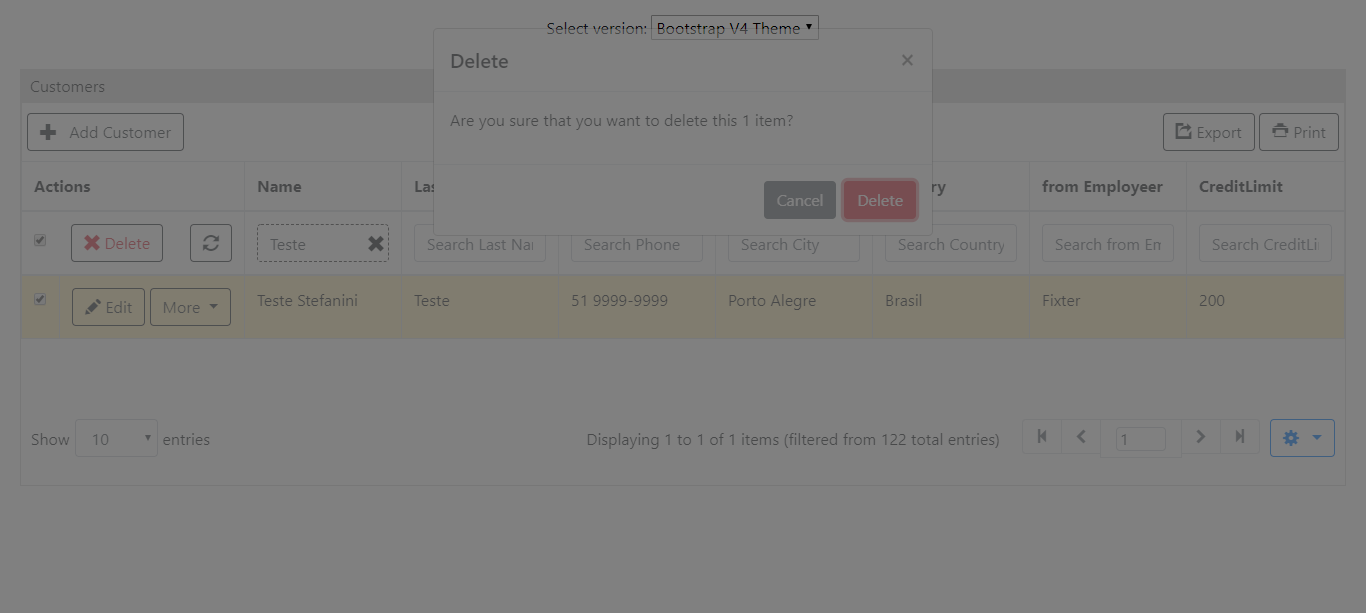 Select version: Bootstrap V4 Theme
Delete ×
Customers
Are you sure that you want to delete this 1 item?
Add Customer Export Print
Cancel Delete
Actions Name Las ry from Employeer CreditLimit
Delete Teste Search Last Nar Search Phone Search City Search Country Search from Em Search CreditLi
Edit More Teste Stefanini Teste 51 9999-9999 Porto Alegre Brasil Fixter 200
Show 10 entries Displaying 1 to 1 of 1 items (filtered from 122 total entries) 1